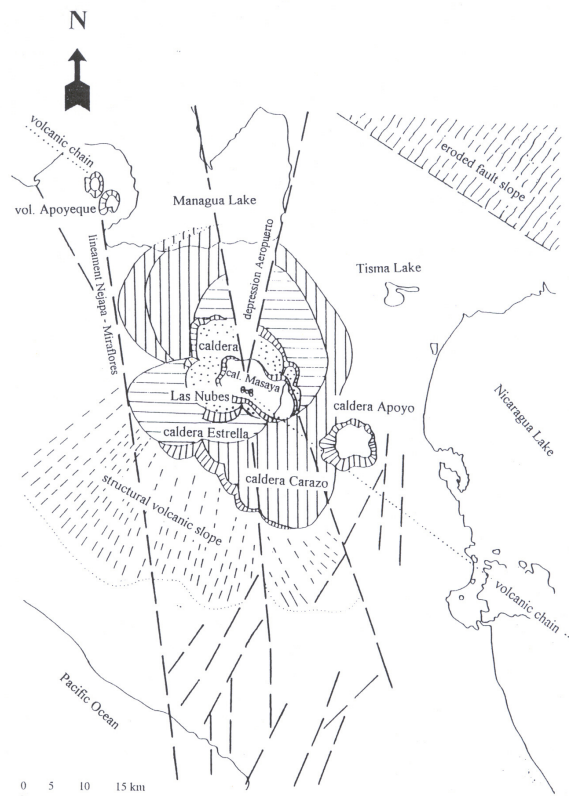 N
volcanic chain
vol. Apoyeque
Managua Lake
eroded fault slope
lineament Nejapa - Miraflores
depression Aeropuerto
Tisma Lake
caldera
cal. Masaya
Las Nubes
caldera Apoyo
Nicaragua Lake
caldera Estrella
caldera Carazo
structural volcanic slope
volcanic chain
Pacific Ocean
0 5 10 15 km